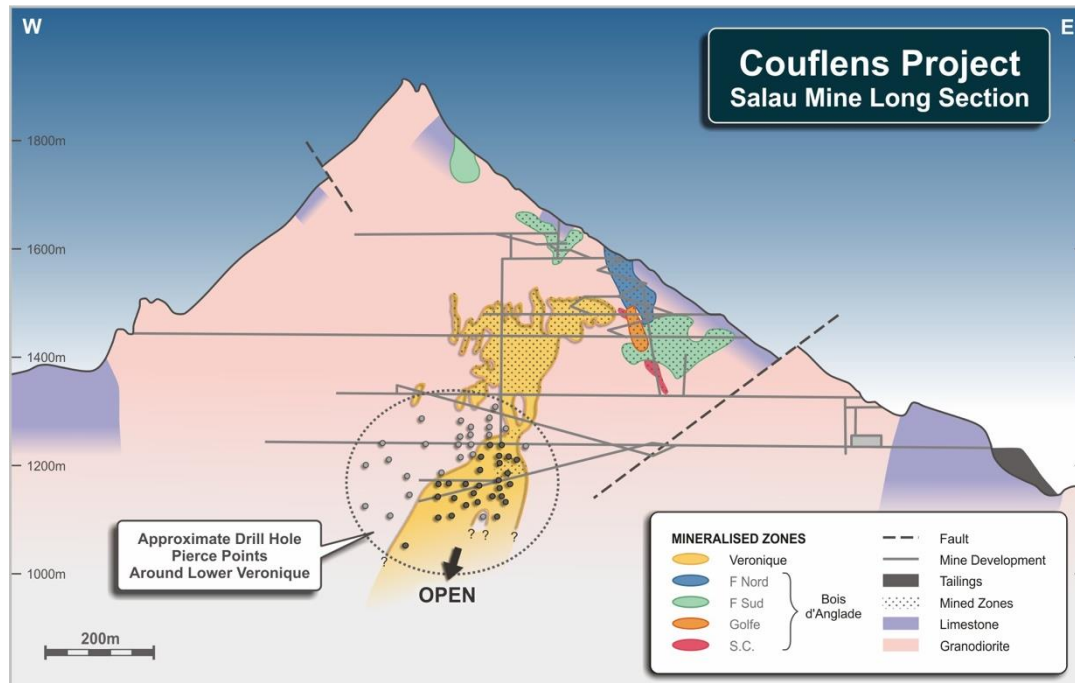 W
E
Couflens Project
Salau Mine Long Section
1800m
1600m
1400m
1200m
1000m
Approximate Drill Hole
Pierce Points
Around Lower Veronique
?
?
?
?
OPEN
200m
MINERALISED ZONES
Veronique
F Nord
F Sud
Golfe
S.C.
Bois
d'Anglade
Fault
Mine Development
Tailings
Mined Zones
Limestone
Granodiorite